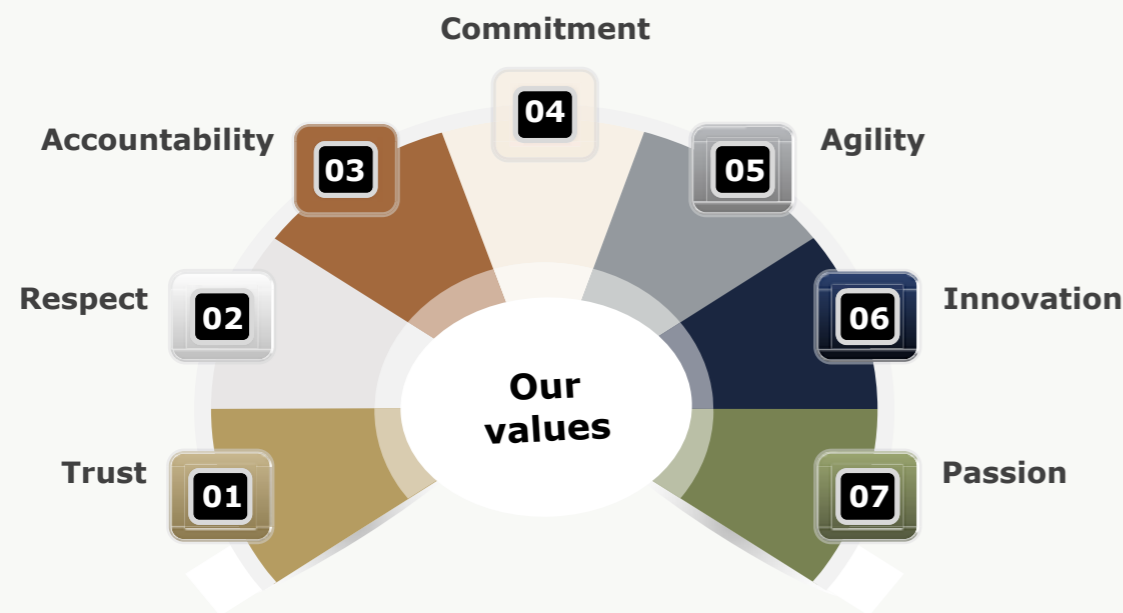 Commitment
04
Accountability
03
05
Agility
Respect
02
06
Innovation
Our
values
Trust
01
07
Passion